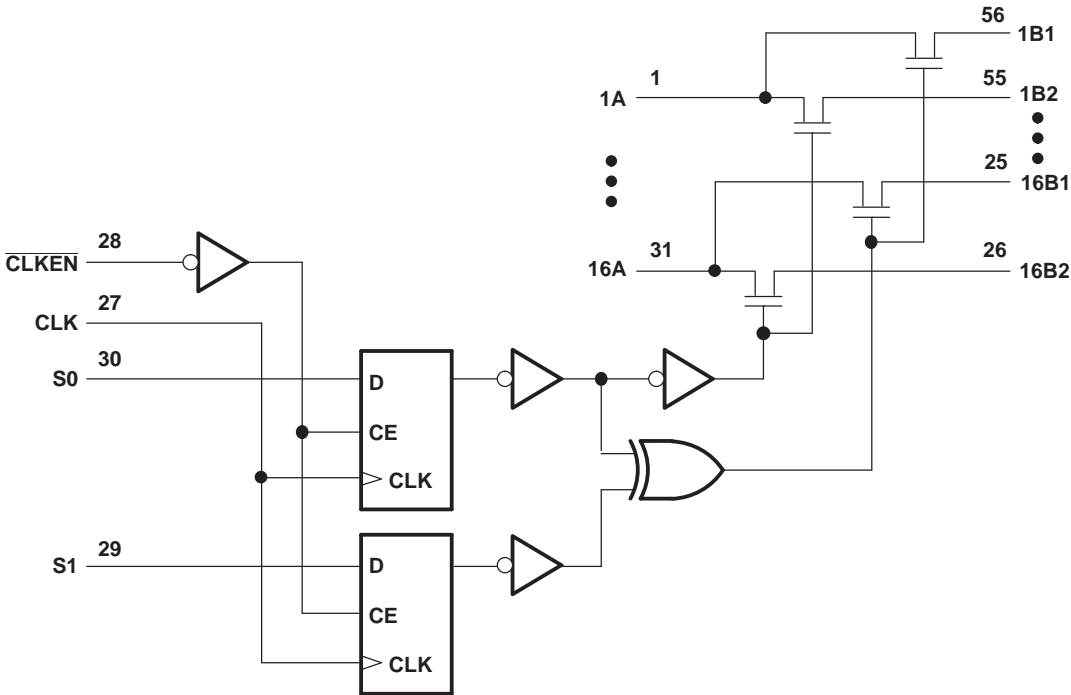 56
1B1
1
55
1A
1B2
25
16B1
31
26
16A
16B2
28
CLKEN
27
CLK
30
S0
D
CE
CLK
29
S1
D
CE
CLK